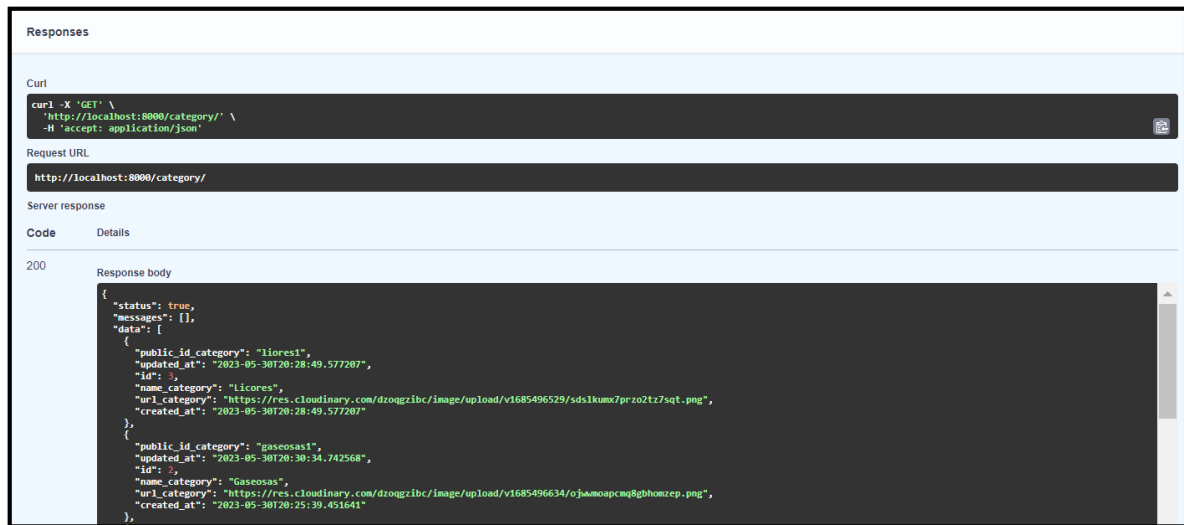 Responses
Curl
curl -X 'GET' \
  'http://localhost:8000/category/' \
  -H 'accept: application/json'
Request URL
http://localhost:8000/category/
Server response
Code Details
200
Response body
{
  "status": true,
  "messages": [],
  "data": [
    {
      "public_id_category": "liores1",
      "updated_at": "2023-05-30T20:28:49.577207",
      "id": 3,
      "name_category": "Licores",
      "url_category": "https://res.cloudinary.com/dzoqgzibc/image/upload/v1685496529/sdslkumx7przo2tz7sqt.png",
      "created_at": "2023-05-30T20:28:49.577207"
    },
    {
      "public_id_category": "gaseosas1",
      "updated_at": "2023-05-30T20:30:34.742568",
      "id": 2,
      "name_category": "Gaseosas",
      "url_category": "https://res.cloudinary.com/dzoqgzibc/image/upload/v1685496634/ojwwmoapcmq8gbhomzep.png",
      "created_at": "2023-05-30T20:25:39.451641"
    },